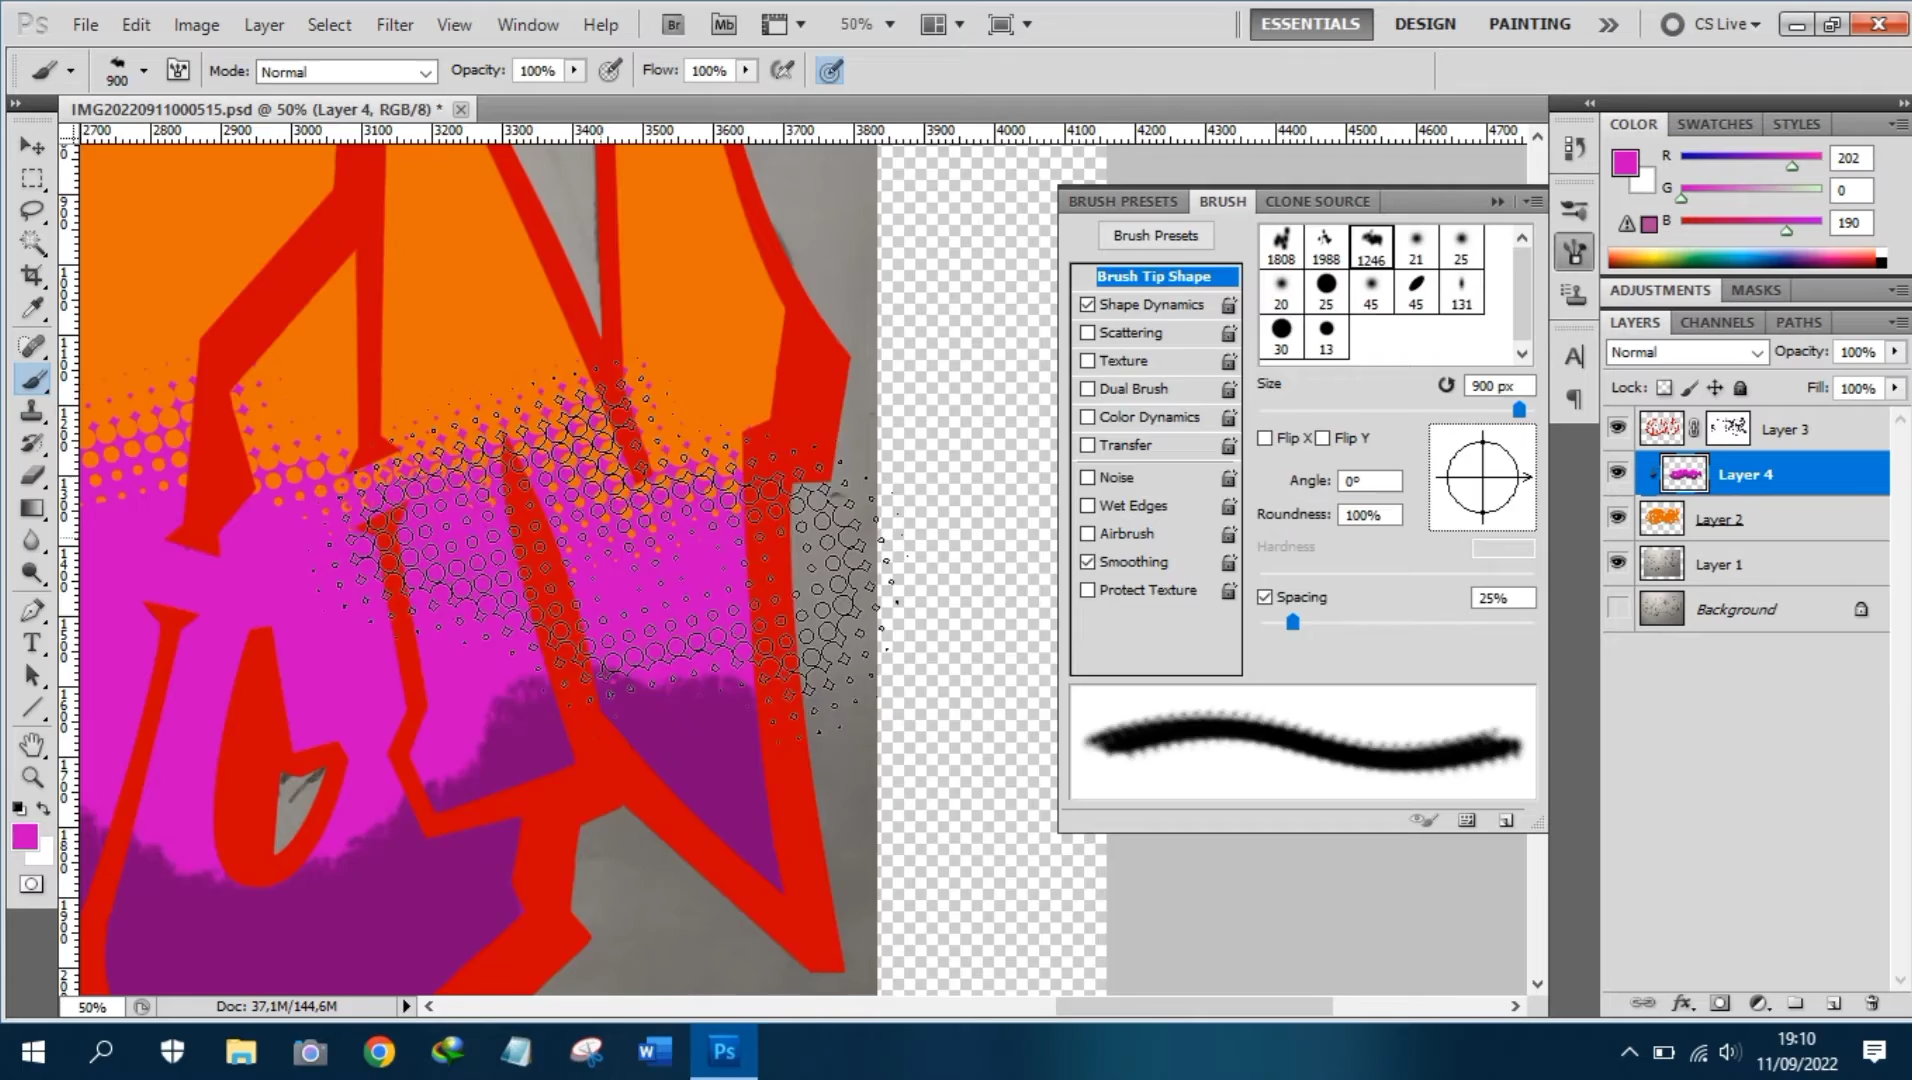 Ps File Edit Image Layer Select Filter Analysis View Window Help Br Mb 50% ESSENTIALS DESIGN PAINTING CS Live
900 Mode: Normal Opacity: 100% Flow: 100%
IMG20220911000515.psd @ 50% (Layer 4, RGB/8) *
2700 2800 2900 3000 3100 3200 3300 3400 3500 3600 3700 3800 3900 4000 4100 4200 4300 4400 4500 4600 4700
BRUSH PRESETS BRUSH CLONE SOURCE
Brush Presets
1808 1988 1246 21 25
20 25 45 45 131
30 13
Brush Tip Shape
Shape Dynamics
Scattering
Texture
Dual Brush
Color Dynamics
Transfer
Noise
Wet Edges
Airbrush
Smoothing
Protect Texture
Size 900 px
Flip X Flip Y
Angle: 0º
Roundness: 100%
Hardness
Spacing 25%
COLOR SWATCHES STYLES
R 202
G 0
B 190
ADJUSTMENTS MASKS
LAYERS CHANNELS PATHS
Normal Opacity: 100%
Lock: Fill: 100%
Layer 3
Layer 4
Layer 2
Layer 1
Background
fx
50% Doc: 37,1M/144,6M
W Ps
19:10
11/09/2022